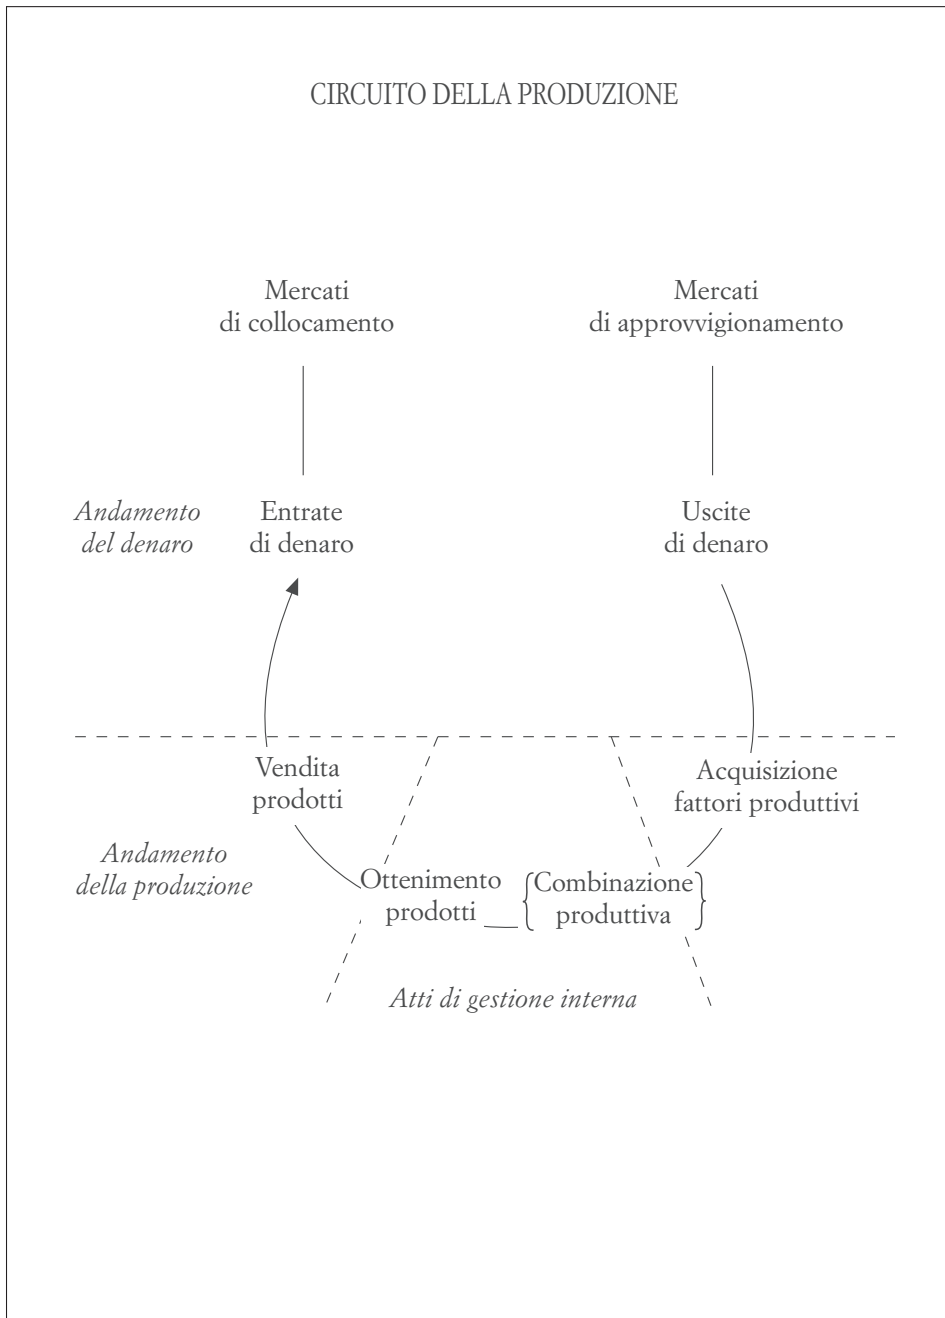 CIRCUITO DELLA PRODUZIONE
Mercati
di collocamento
Mercati
di approvvigionamento
Andamento
del denaro
Entrate
di denaro
Uscite
di denaro
Vendita
prodotti
Acquisizione
fattori produttivi
Andamento
della produzione
Ottenimento
prodotti
{Combinazione
produttiva}
Atti di gestione interna